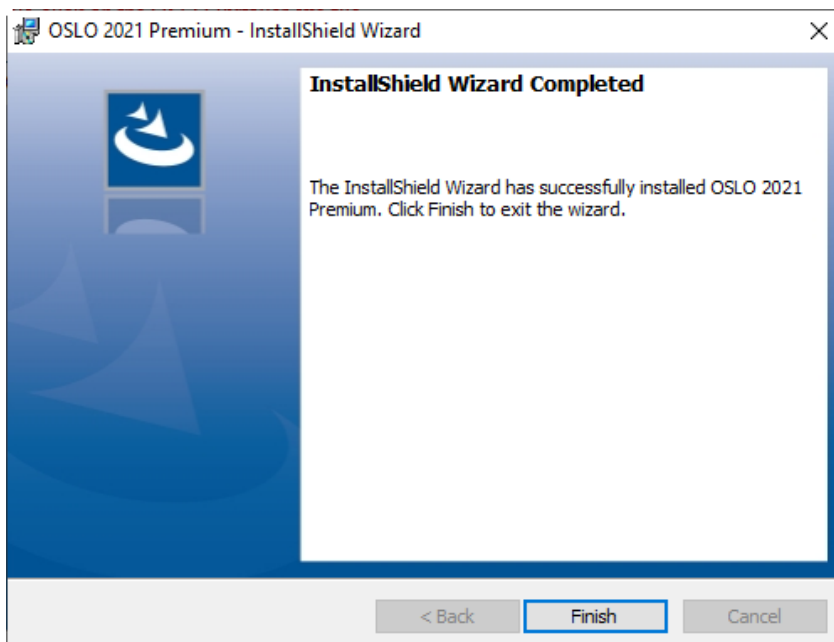 OSLO 2021 Premium - InstallShield Wizard
InstallShield Wizard Completed
The InstallShield Wizard has successfully installed OSLO 2021
Premium. Click Finish to exit the wizard.
< Back
Finish
Cancel